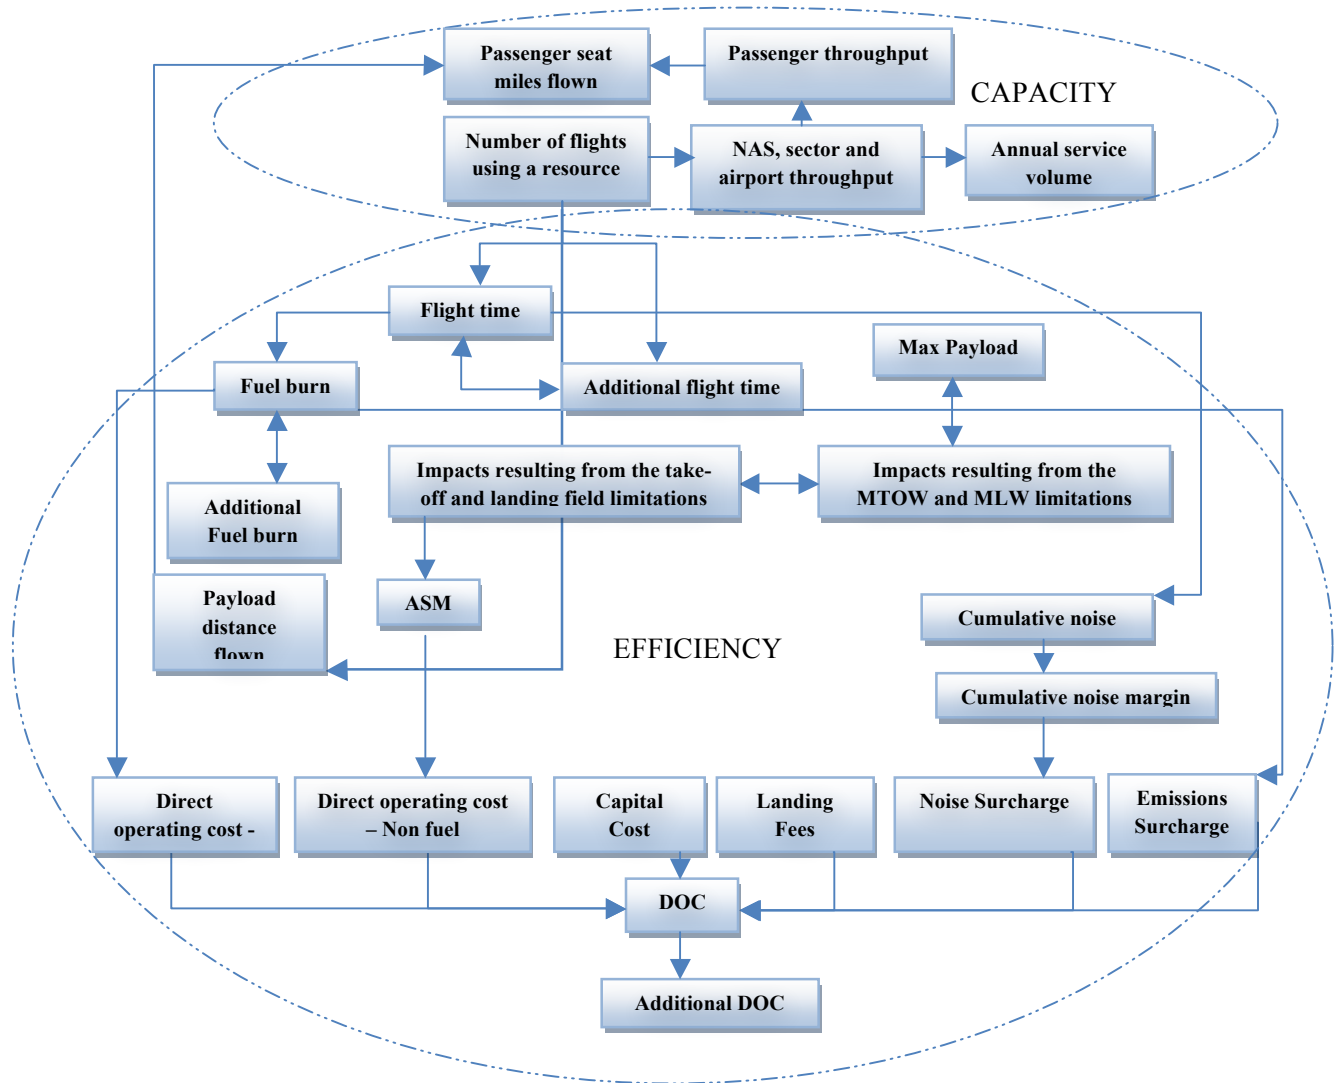 Passenger seat
miles flown
Passenger throughput
CAPACITY
Number of flights
using a resource
NAS, sector and
airport throughput
Annual service
volume
Flight time
Max Payload
Fuel burn
Additional flight time
Impacts resulting from the take-
off and landing field limitations
Impacts resulting from the
MTOW and MLW limitations
Additional
Fuel burn
ASM
Payload
distance
flown
Cumulative noise
EFFICIENCY
Cumulative noise margin
Direct
operating cost -
Direct operating cost
– Non fuel
Capital
Cost
Landing
Fees
Noise Surcharge
Emissions
Surcharge
DOC
Additional DOC